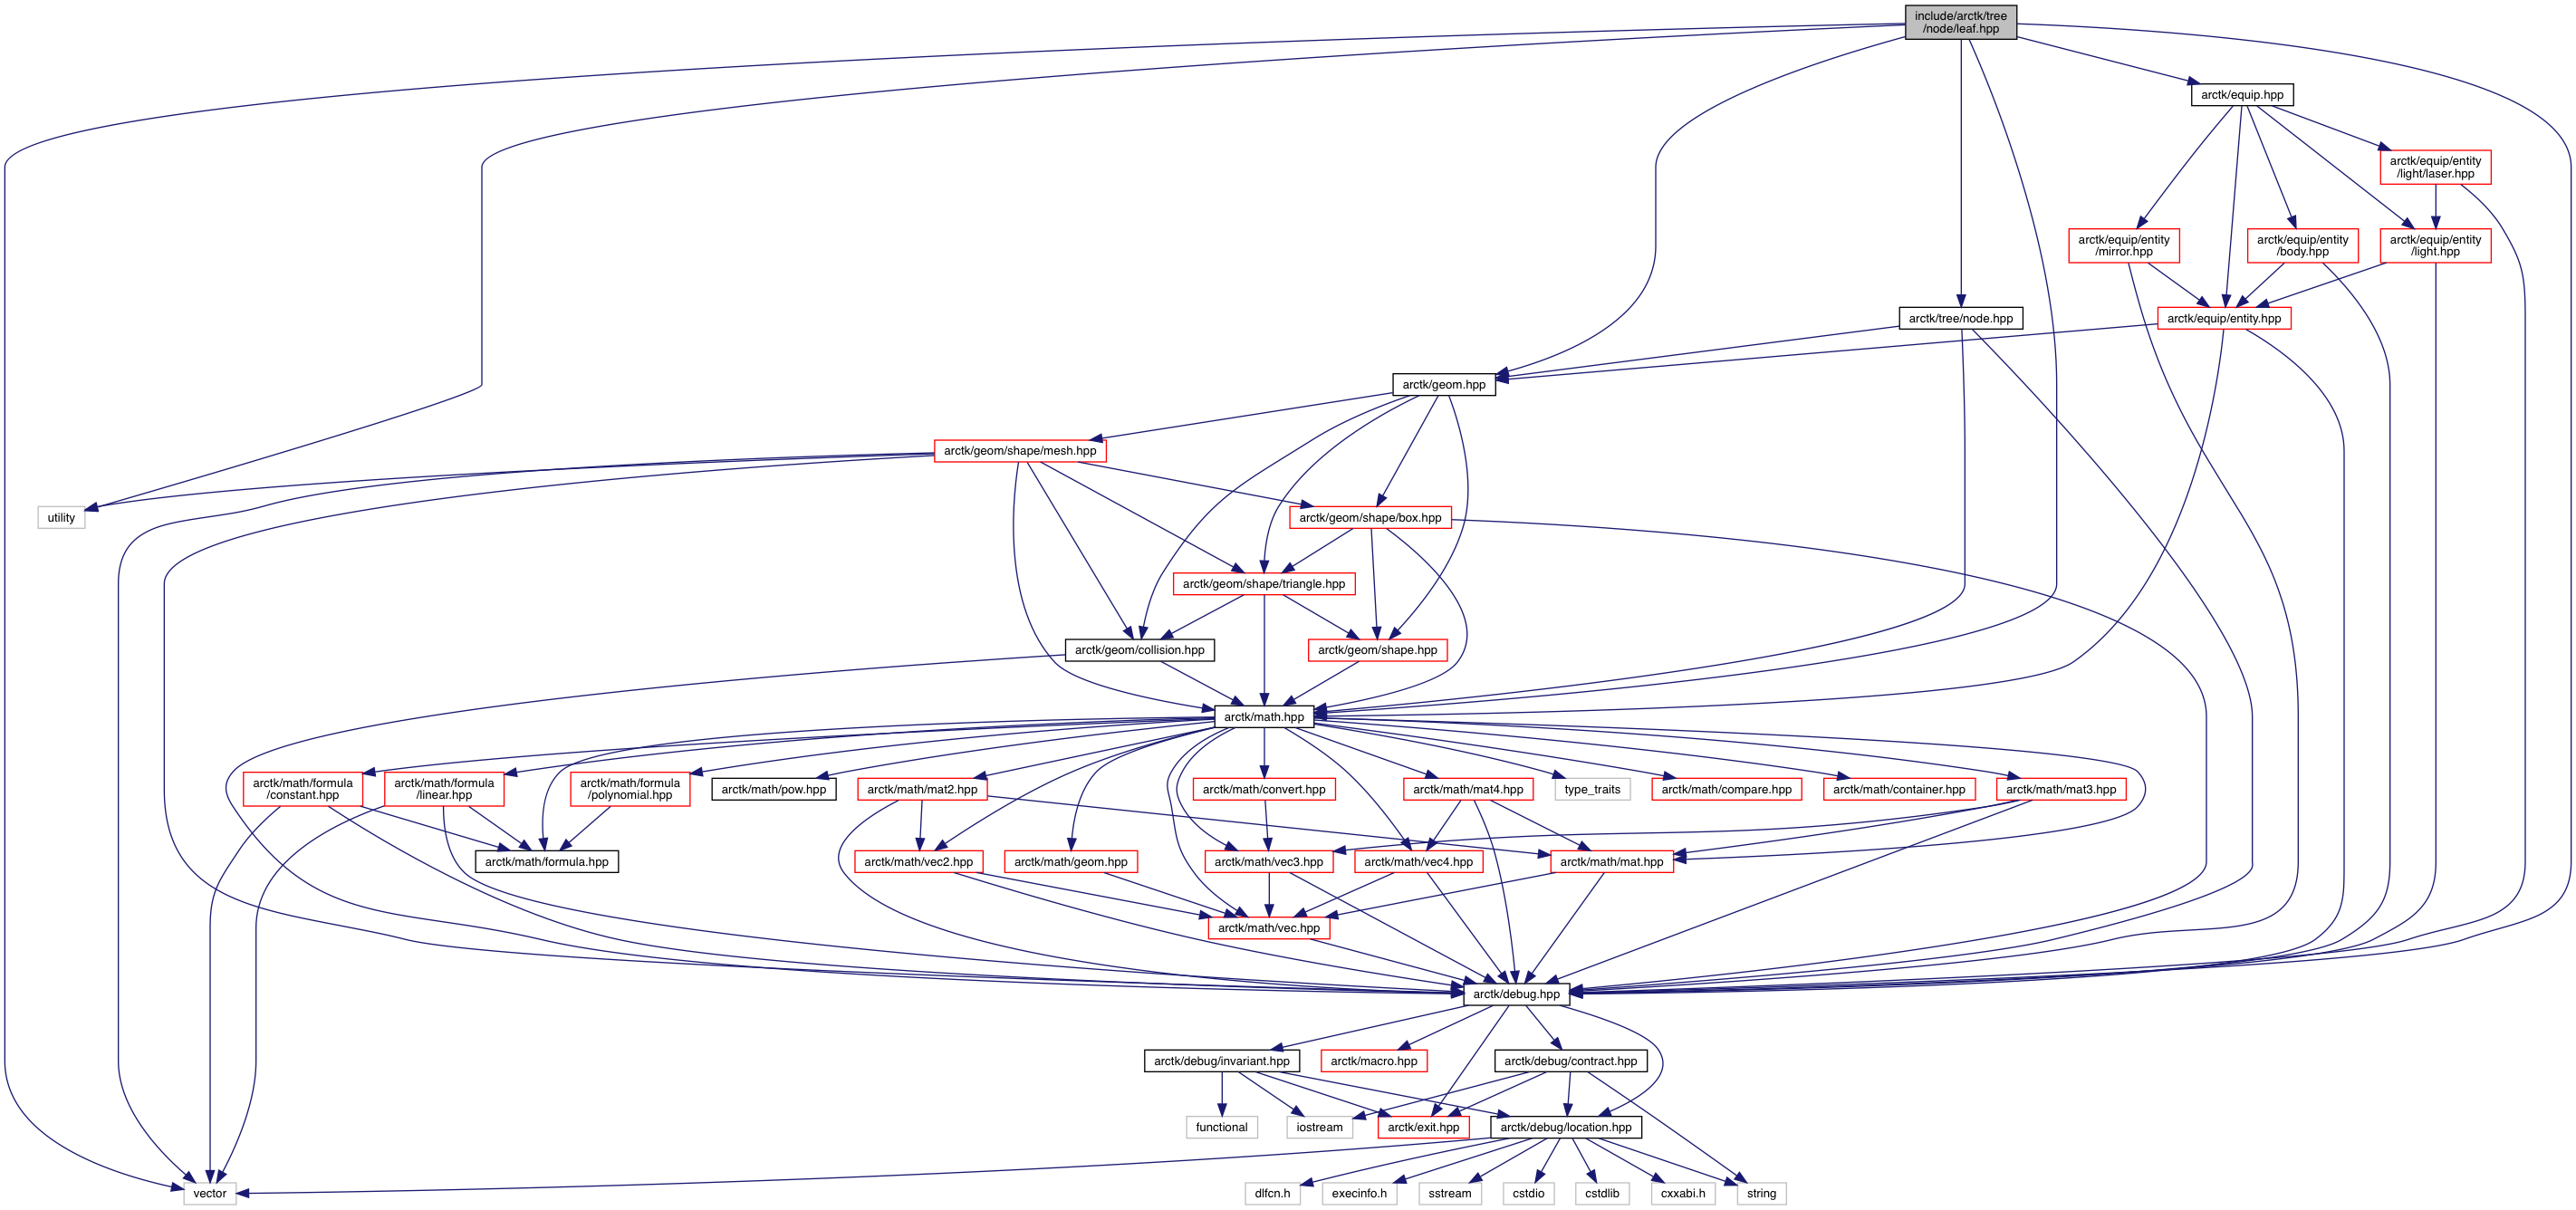 include/arctk/tree
/node/leaf.hpp
arctk/equip.hpp
arctk/equip/entity
/light/laser.hpp
arctk/equip/entity
/mirror.hpp
arctk/equip/entity
/body.hpp
arctk/equip/entity
/light.hpp
arctk/tree/node.hpp
arctk/equip/entity.hpp
arctk/geom.hpp
arctk/geom/shape/mesh.hpp
utility
arctk/geom/shape/box.hpp
arctk/geom/shape/triangle.hpp
arctk/geom/collision.hpp
arctk/geom/shape.hpp
arctk/math.hpp
arctk/math/formula
/constant.hpp
arctk/math/formula
/linear.hpp
arctk/math/formula
/polynomial.hpp
arctk/math/pow.hpp
arctk/math/mat2.hpp
arctk/math/convert.hpp
arctk/math/mat4.hpp
type_traits
arctk/math/compare.hpp
arctk/math/container.hpp
arctk/math/mat3.hpp
arctk/math/formula.hpp
arctk/math/vec2.hpp
arctk/math/geom.hpp
arctk/math/vec3.hpp
arctk/math/vec4.hpp
arctk/math/mat.hpp
arctk/math/vec.hpp
arctk/debug.hpp
arctk/debug/invariant.hpp
arctk/macro.hpp
arctk/debug/contract.hpp
functional
iostream
arctk/exit.hpp
arctk/debug/location.hpp
vector
dlfcn.h
execinfo.h
sstream
cstdio
cstdlib
cxxabi.h
string